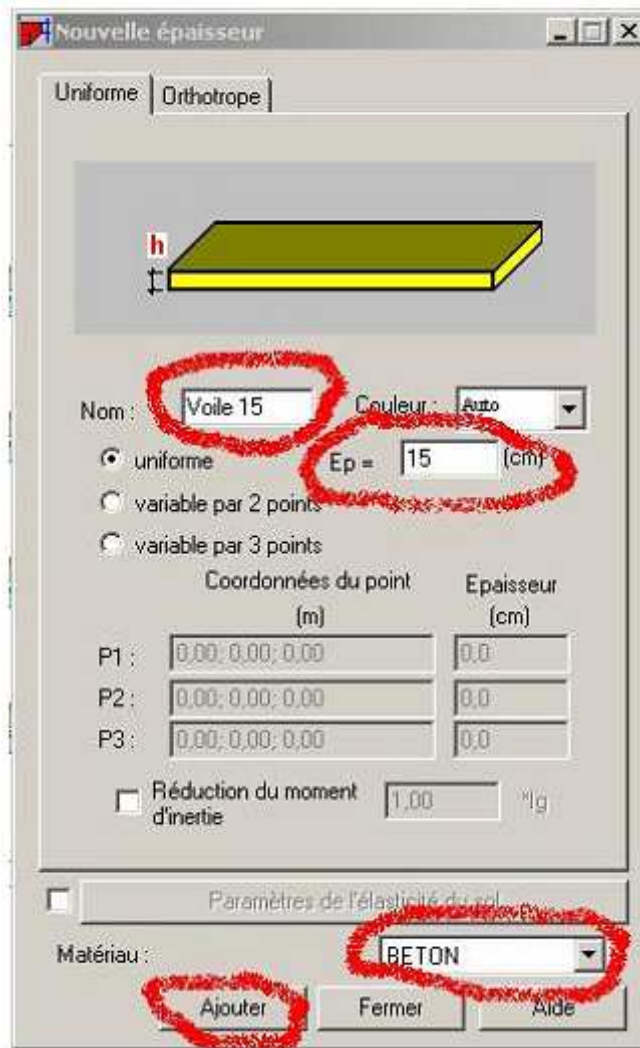 Nouvelle épaisseur
Uniforme Orthotrope
h
Nom : Voile 15 Couleur : Auto
uniforme Ep = 15 (cm)
variable par 2 points
variable par 3 points
Coordonnées du point Epaisseur
(m) (cm)
P1 : 0,00; 0,00; 0,00 0,0
P2 : 0,00; 0,00; 0,00 0,0
P3 : 0,00; 0,00; 0,00 0,0
Réduction du moment 1,00 *Ig
d'inertie
Paramètres de l'élasticité du sol...
Matériau : BETON
Ajouter Fermer Aide